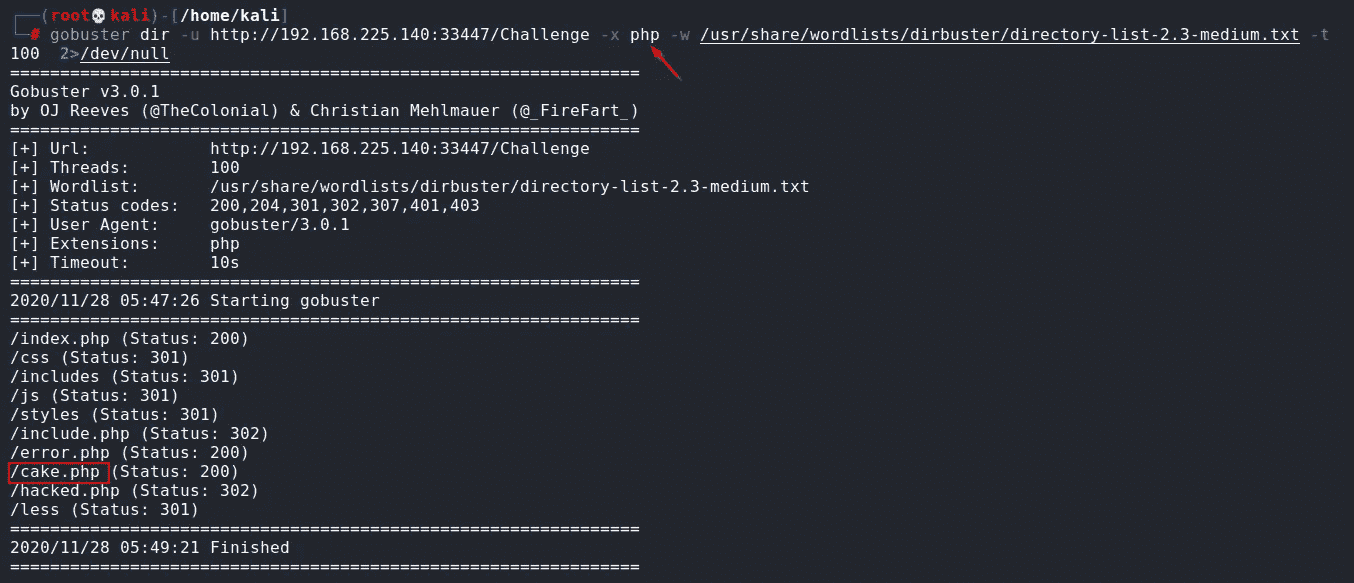 ┌──(root💀kali)-[/home/kali]
└─# gobuster dir -u http://192.168.225.140:33447/Challenge -x php -w /usr/share/wordlists/dirbuster/directory-list-2.3-medium.txt -t
100  2>/dev/null
===============================================================
Gobuster v3.0.1
by OJ Reeves (@TheColonial) & Christian Mehlmauer (@_FireFart_)
===============================================================
[+] Url:            http://192.168.225.140:33447/Challenge
[+] Threads:        100
[+] Wordlist:       /usr/share/wordlists/dirbuster/directory-list-2.3-medium.txt
[+] Status codes:   200,204,301,302,307,401,403
[+] User Agent:     gobuster/3.0.1
[+] Extensions:     php
[+] Timeout:        10s
===============================================================
2020/11/28 05:47:26 Starting gobuster
===============================================================
/index.php (Status: 200)
/css (Status: 301)
/includes (Status: 301)
/js (Status: 301)
/styles (Status: 301)
/include.php (Status: 302)
/error.php (Status: 200)
/cake.php (Status: 200)
/hacked.php (Status: 302)
/less (Status: 301)
===============================================================
2020/11/28 05:49:21 Finished
===============================================================